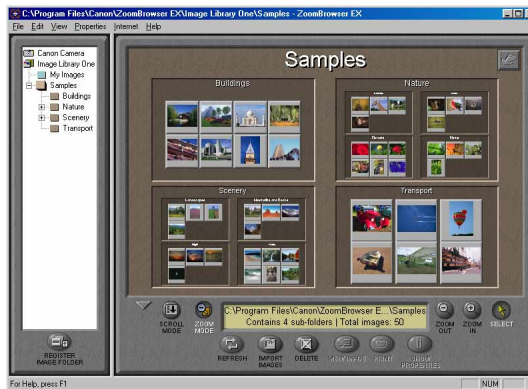 C:\Program Files\Canon\ZoomBrowser EX\Image Library One\Samples - ZoomBrowser EX
File Edit View Properties Internet Help
Canon Camera
Image Library One
My Images
Samples
Buildings
Nature
Scenery
Transport
REGISTER
IMAGE FOLDER
Samples
Buildings
Nature
Scenery
Transport
SCROLL
MODE
ZOOM
MODE
C:\Program Files\Canon\ZoomBrowser E...\Samples
Contains 4 sub-folders | Total images: 50
ZOOM
OUT
ZOOM
IN
SELECT
REFRESH
IMPORT
IMAGES
DELETE
VIEW IMAGE
PRINT
SHOW
PROPERTIES
For Help, press F1
NUM